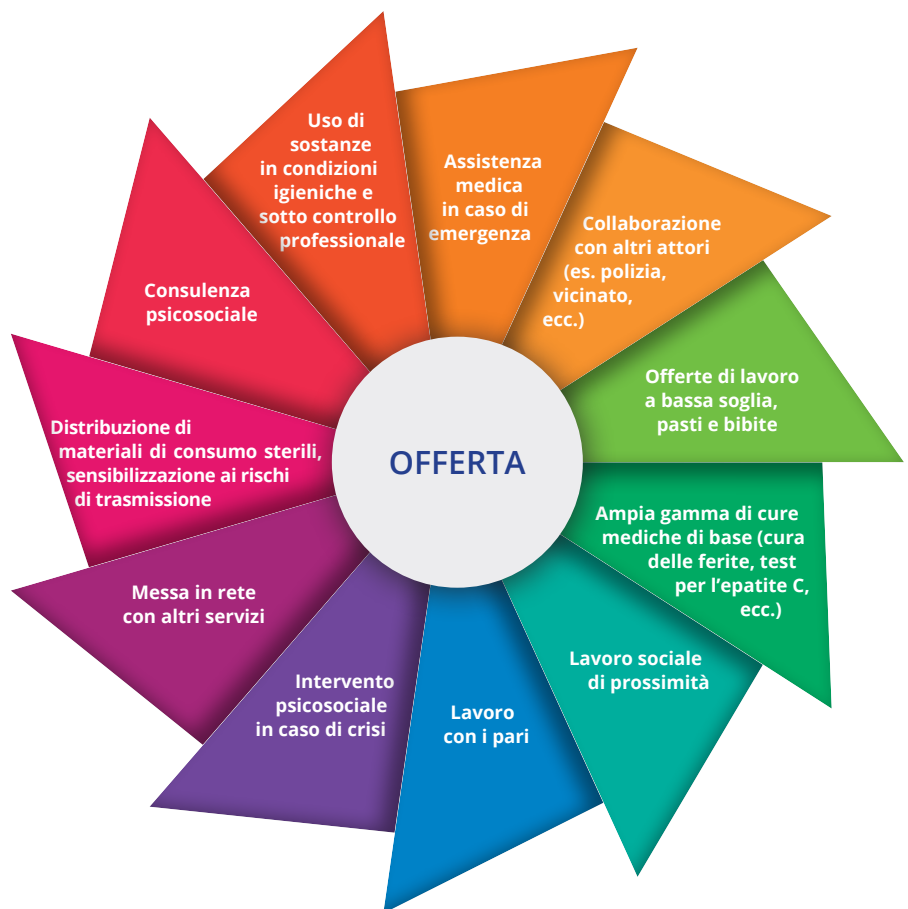 Uso di
sostanze
in condizioni
igieniche e
sotto controllo
professionale
Assistenza
medica
in caso di
emergenza
Collaborazione
con altri attori
(es. polizia,
vicinato,
ecc.)
Offerte di lavoro
a bassa soglia,
pasti e bibite
Ampia gamma di cure
mediche di base (cura
delle ferite, test
per l'epatite C,
ecc.)
Lavoro sociale
di prossimità
Lavoro
con i pari
Intervento
psicosociale
in caso di crisi
Messa in rete
con altri servizi
Distribuzione di
materiali di consumo sterili,
sensibilizzazione ai rischi
di trasmissione
Consulenza
psicosociale
OFFERTA